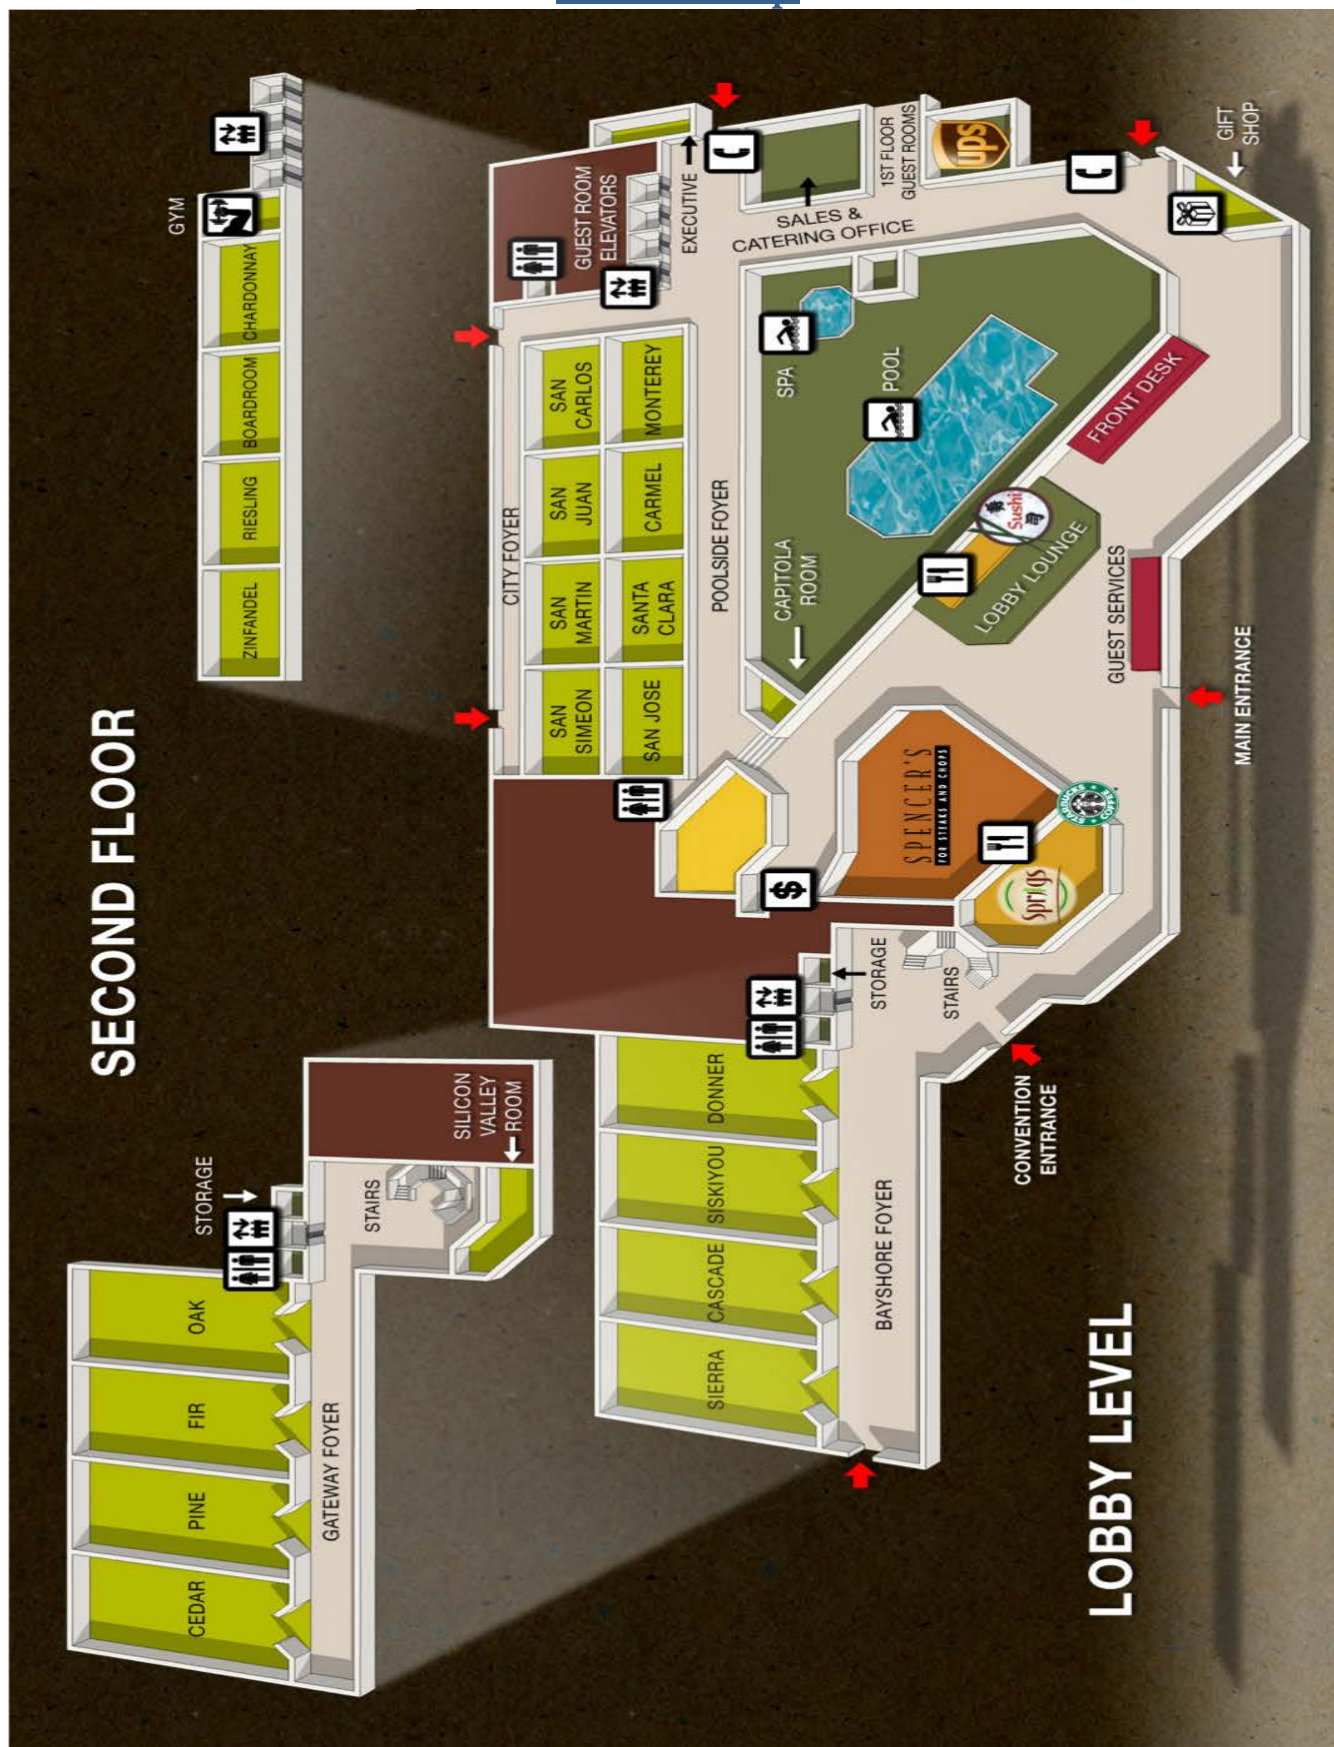 SECOND FLOOR
CEDAR
PINE
FIR
OAK
STORAGE
GATEWAY FOYER
STAIRS
SILICON
VALLEY
ROOM
ZINFANDEL
RIESLING
BOARDROOM
CHARDONNAY
GYM
LOBBY LEVEL
SIERRA
CASCADE
SISKIYOU
DONNER
BAYSHORE FOYER
STORAGE
STAIRS
CONVENTION
ENTRANCE
CITY FOYER
SAN
SIMEON
SAN
MARTIN
SAN
JUAN
SAN
CARLOS
SAN JOSE
SANTA
CLARA
CARMEL
MONTEREY
GUEST ROOM
ELEVATORS
POOLSIDE FOYER
EXECUTIVE
$
CAPITOLA
ROOM
SPA
POOL
SALES &
CATERING OFFICE
1ST FLOOR
GUEST ROOMS
ups
SPENCER'S
FOR STEAKS AND CHOPS
Sprigs
STARBUCKS
COFFEE
LOBBY LOUNGE
寿
Sushi
司
FRONT DESK
GUEST SERVICES
MAIN ENTRANCE
GIFT
SHOP